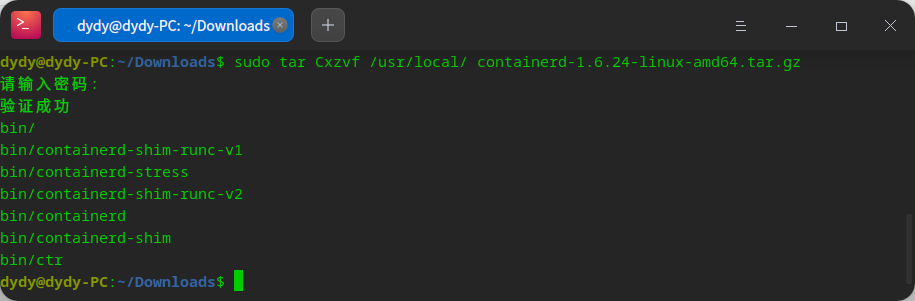 dydy@dydy-PC: ~/Downloads
dydy@dydy-PC:~/Downloads$ sudo tar Cxzvf /usr/local/ containerd-1.6.24-linux-amd64.tar.gz
请输入密码:
验证成功
bin/
bin/containerd-shim-runc-v1
bin/containerd-stress
bin/containerd-shim-runc-v2
bin/containerd
bin/containerd-shim
bin/ctr
dydy@dydy-PC:~/Downloads$